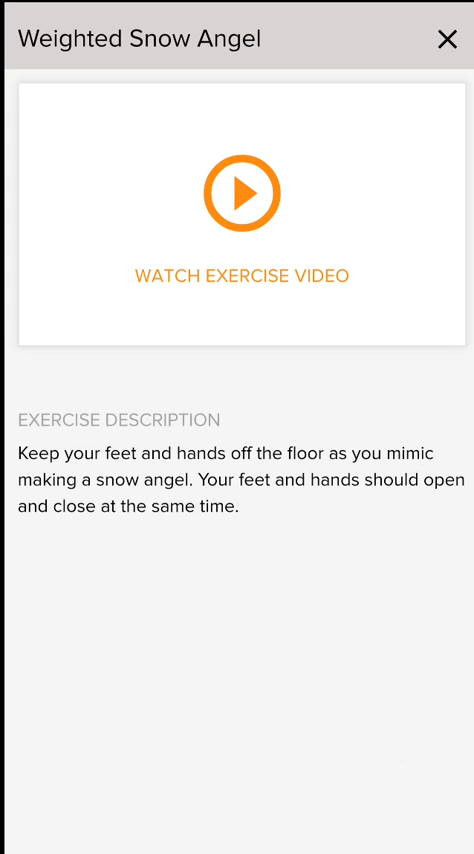 Weighted Snow Angel
WATCH EXERCISE VIDEO
EXERCISE DESCRIPTION
Keep your feet and hands off the floor as you mimic
making a snow angel. Your feet and hands should open
and close at the same time.